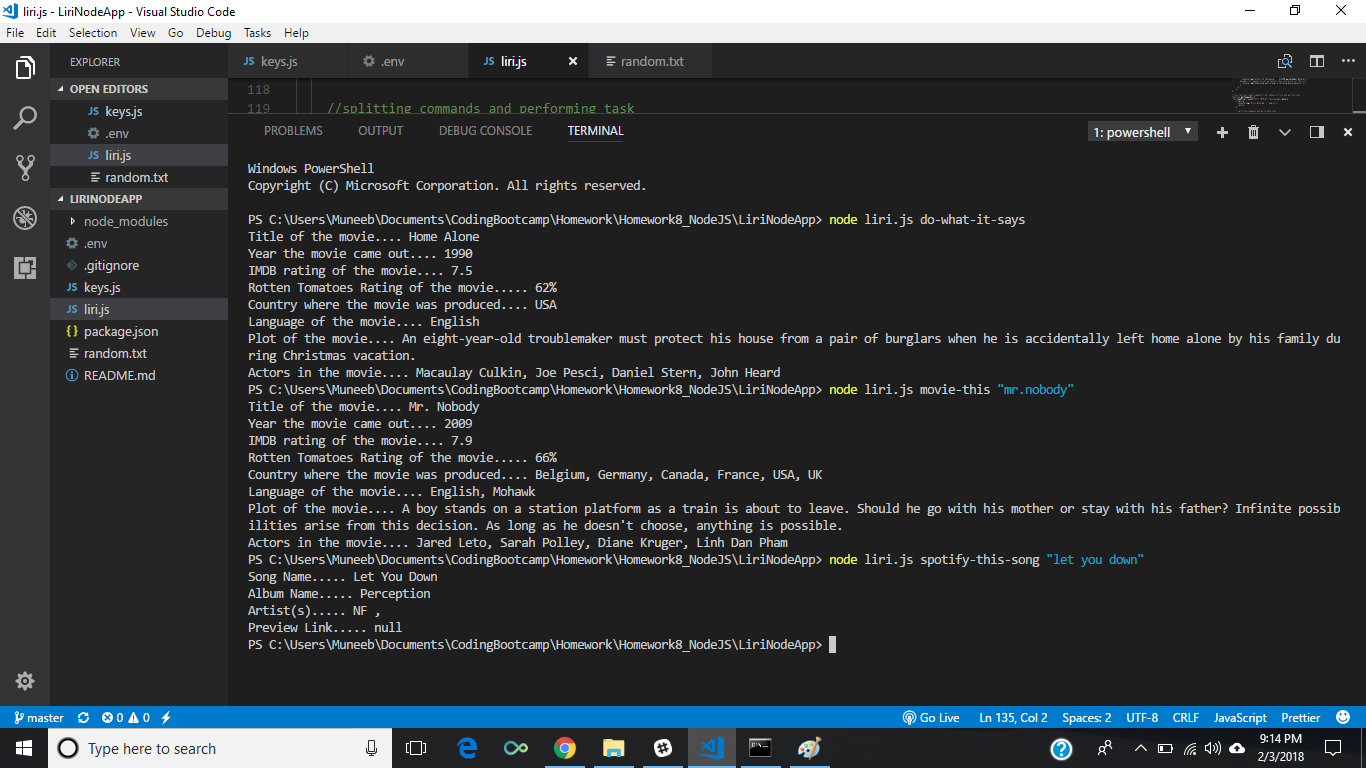 liri.js - LiriNodeApp - Visual Studio Code
File Edit Selection View Go Debug Tasks Help
EXPLORER
OPEN EDITORS
JS keys.js
.env
JS liri.js
random.txt
LIRINODEAPP
node_modules
.env
.gitignore
JS keys.js
JS liri.js
{} package.json
random.txt
README.md
JS keys.js .env JS liri.js × random.txt
118
119 //splitting commands and performing task
PROBLEMS OUTPUT DEBUG CONSOLE TERMINAL 1: powershell
Windows PowerShell
Copyright (C) Microsoft Corporation. All rights reserved.
PS C:\Users\Muneeb\Documents\CodingBootcamp\Homework\Homework8_NodeJS\LiriNodeApp> node liri.js do-what-it-says
Title of the movie.... Home Alone
Year the movie came out.... 1990
IMDB rating of the movie.... 7.5
Rotten Tomatoes Rating of the movie..... 62%
Country where the movie was produced.... USA
Language of the movie.... English
Plot of the movie.... An eight-year-old troublemaker must protect his house from a pair of burglars when he is accidentally left home alone by his family du
ring Christmas vacation.
Actors in the movie.... Macaulay Culkin, Joe Pesci, Daniel Stern, John Heard
PS C:\Users\Muneeb\Documents\CodingBootcamp\Homework\Homework8_NodeJS\LiriNodeApp> node liri.js movie-this "mr.nobody"
Title of the movie.... Mr. Nobody
Year the movie came out.... 2009
IMDB rating of the movie.... 7.9
Rotten Tomatoes Rating of the movie..... 66%
Country where the movie was produced.... Belgium, Germany, Canada, France, USA, UK
Language of the movie.... English, Mohawk
Plot of the movie.... A boy stands on a station platform as a train is about to leave. Should he go with his mother or stay with his father? Infinite possib
ilities arise from this decision. As long as he doesn't choose, anything is possible.
Actors in the movie.... Jared Leto, Sarah Polley, Diane Kruger, Linh Dan Pham
PS C:\Users\Muneeb\Documents\CodingBootcamp\Homework\Homework8_NodeJS\LiriNodeApp> node liri.js spotify-this-song "let you down"
Song Name..... Let You Down
Album Name..... Perception
Artist(s)..... NF ,
Preview Link..... null
PS C:\Users\Muneeb\Documents\CodingBootcamp\Homework\Homework8_NodeJS\LiriNodeApp>
master 0 0 Go Live Ln 135, Col 2 Spaces: 2 UTF-8 CRLF JavaScript Prettier
Type here to search
9:14 PM
2/3/2018